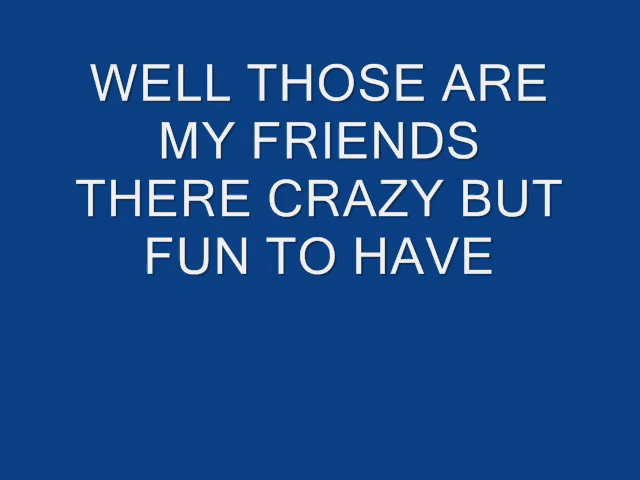 WELL THOSE ARE
MY FRIENDS
THERE CRAZY BUT
FUN TO HAVE